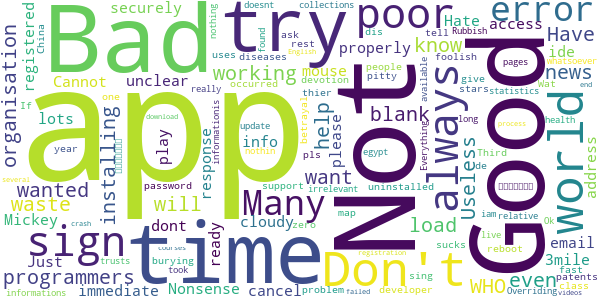 app
Not
Good
Bad
time
try
Don't
sign
always
world
poor
error
Many
WHO
know
working
blank
load
even
Useless
news
Have
Hate
ide
access
properly
mouse
help
please
want
info
response
will
installing
wanted
waste
Mickey
programmers
organisation
registered
securely
unclear
Cannot
lots
play
dont
ready
cloudy
cancel
Nonsense
immediate
Just
email
3mile
address
uninstalled
reboot
developer
problem
support
password
occurred
burying
trusts
took
China
year
If
uses
diseases
doesnt
nothing
collections
found
ask
rest
English
really
one
update
download
devotion
betrayal
informationis
pitty
thier
people
dis
tell
foolish
give
stars
Rubbish
whatsoever
available
pages
statistics
Wat
health
end
long
Everything
process
Third
Ude
iam
relative
Ok
live
fast
patents
class
Overriding
videos
sucks
sing
map
irrelevant
zero
egypt
pls
nothin
several
crash
courses
registration
failed
informations